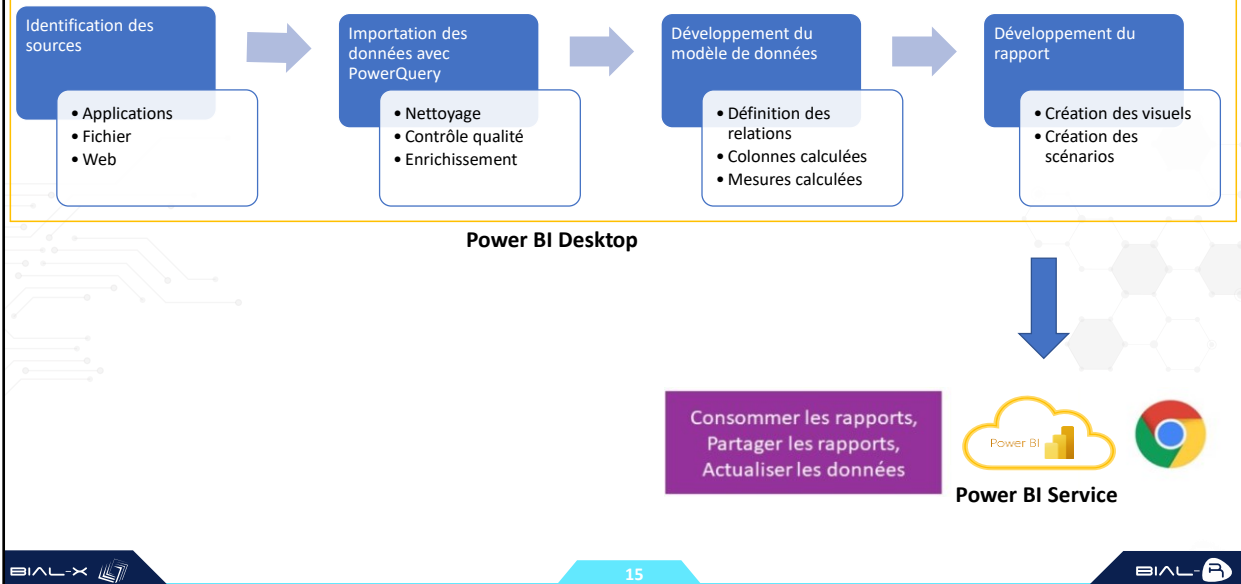 Identification des
sources
• Applications
• Fichier
• Web
Importation des
données avec
PowerQuery
• Nettoyage
• Contrôle qualité
• Enrichissement
Développement du
modèle de données
• Définition des
relations
• Colonnes calculées
• Mesures calculées
Développement du
rapport
• Création des visuels
• Création des
scénarios
Power BI Desktop
Consommer les rapports,
Partager les rapports,
Actualiser les données
Power BI
Power BI Service
BIAL-X
15
BIAL-R